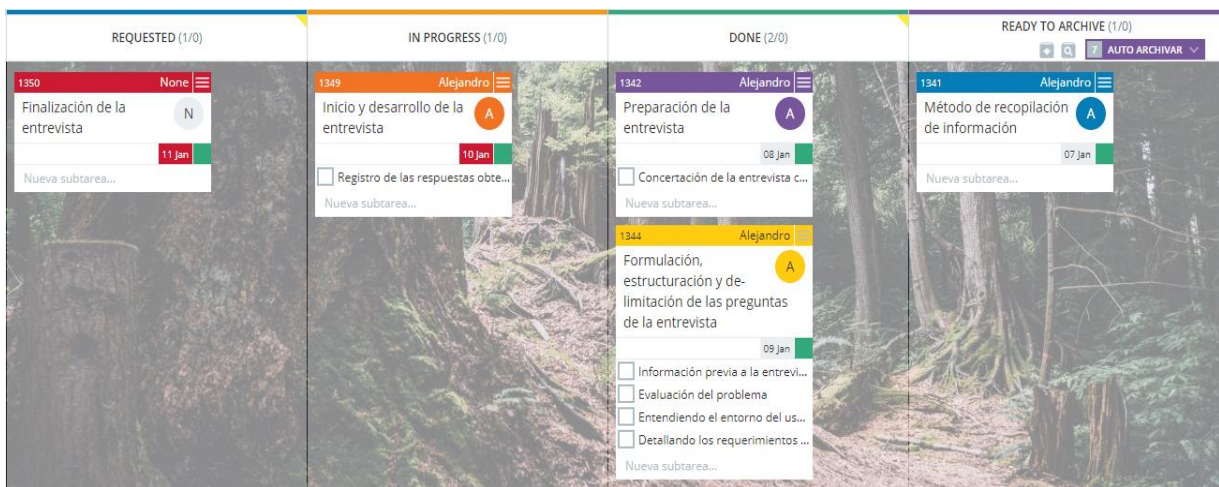 REQUESTED (1/0)
1350 None
Finalización de la
entrevista
N
11 Jan
Nueva subtarea...
IN PROGRESS (1/0)
1349 Alejandro
Inicio y desarrollo de la
entrevista
A
10 Jan
Registro de las respuestas obte...
Nueva subtarea...
DONE (2/0)
1342 Alejandro
Preparación de la
entrevista
A
08 Jan
Concertación de la entrevista c...
Nueva subtarea...
1344 Alejandro
Formulación,
estructuración y de-
limitación de las preguntas
de la entrevista
A
09 Jan
Información previa a la entrevi...
Evaluación del problema
Entendiendo el entorno del us...
Detallando los requerimientos ...
Nueva subtarea...
READY TO ARCHIVE (1/0)
7 AUTO ARCHIVAR
1341 Alejandro
Método de recopilación
de información
A
07 Jan
Nueva subtarea...